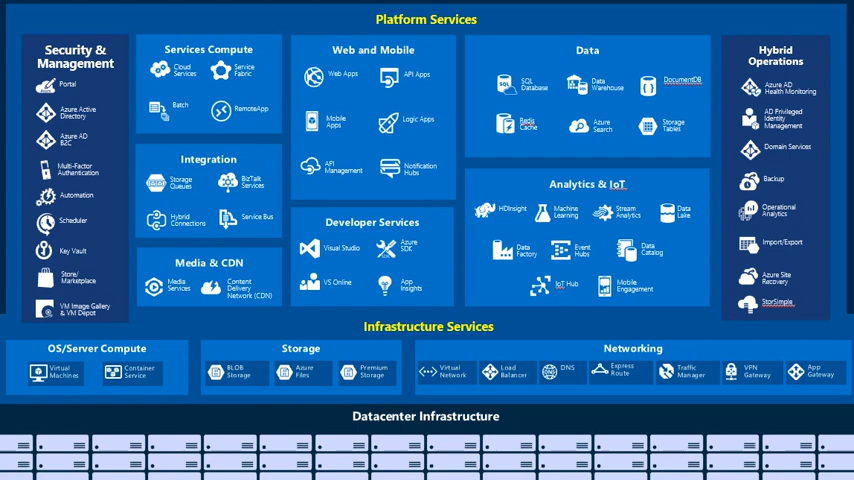 Platform Services
Security &
Management
Portal
Azure Active
Directory
Azure AD
B2C
Multi-Factor
Authentication
Automation
Scheduler
Key Vault
Store/
Marketplace
VM Image Gallery
& VM Depot
Services Compute
Cloud
Services
Service
Fabric
Batch
RemoteApp
Integration
Storage
Queues
BizTalk
Services
Hybrid
Connections
Service Bus
Media & CDN
Media
Services
Content
Delivery
Network (CDN)
Web and Mobile
Web Apps
API Apps
Mobile
Apps
Logic Apps
API
Management
Notification
Hubs
Developer Services
Visual Studio
Azure
SDK
VS Online
App
Insights
Data
SQL
Database
Data
Warehouse
DocumentDB
Redis
Cache
Azure
Search
Storage
Tables
Analytics & IoT
HDInsight
Machine
Learning
Stream
Analytics
Data
Lake
Data
Factory
Event
Hubs
Data
Catalog
IoT Hub
Mobile
Engagement
Hybrid
Operations
Azure AD
Health Monitoring
AD Privileged
Identity
Management
Domain Services
Backup
Operational
Analytics
Import/Export
Azure Site
Recovery
StorSimple
Infrastructure Services
OS/Server Compute
Virtual
Machines
Container
Service
Storage
BLOB
Storage
Azure
Files
Premium
Storage
Networking
Virtual
Network
Load
Balancer
DNS
DNS
Express
Route
Traffic
Manager
VPN
Gateway
App
Gateway
Datacenter Infrastructure